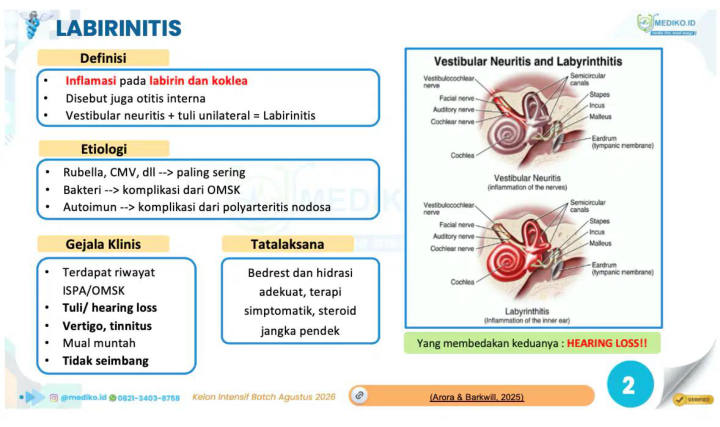 LABIRINITIS
MEDIKO.ID
Definisi
• Inflamasi pada labirin dan koklea
• Disebut juga otitis interna
• Vestibular neuritis + tuli unilateral = Labirinitis
Etiologi
• Rubella, CMV, dll --> paling sering
• Bakteri --> komplikasi dari OMSK
• Autoimun --> komplikasi dari polyarteritis nodosa
Gejala Klinis
• Terdapat riwayat
ISPA/OMSK
• Tuli/ hearing loss
• Vertigo, tinnitus
• Mual muntah
• Tidak seimbang
Tatalaksana
Bedrest dan hidrasi
adekuat, terapi
simptomatik, steroid
jangka pendek
Vestibular Neuritis and Labyrinthitis
Vestibulocochlear
nerve
Facial nerve
Auditory nerve
Cochlear nerve
Cochlea
Semicircular
canals
Stapes
Incus
Malleus
Eardrum
(tympanic membrane)
Vestibular Neuritis
(inflammation of the nerves)
Vestibulocochlear
nerve
Facial nerve
Auditory nerve
Cochlear nerve
Cochlea
Semicircular
canals
Stapes
Incus
Malleus
Eardrum
(tympanic membrane)
Labyrinthitis
(Inflammation of the inner ear)
Yang membedakan keduanya : HEARING LOSS!!
@mediko.id 0821-3403-8758
Kelon Intensif Batch Agustus 2026
(Arora & Barkwill, 2025)
2
VERIFIED